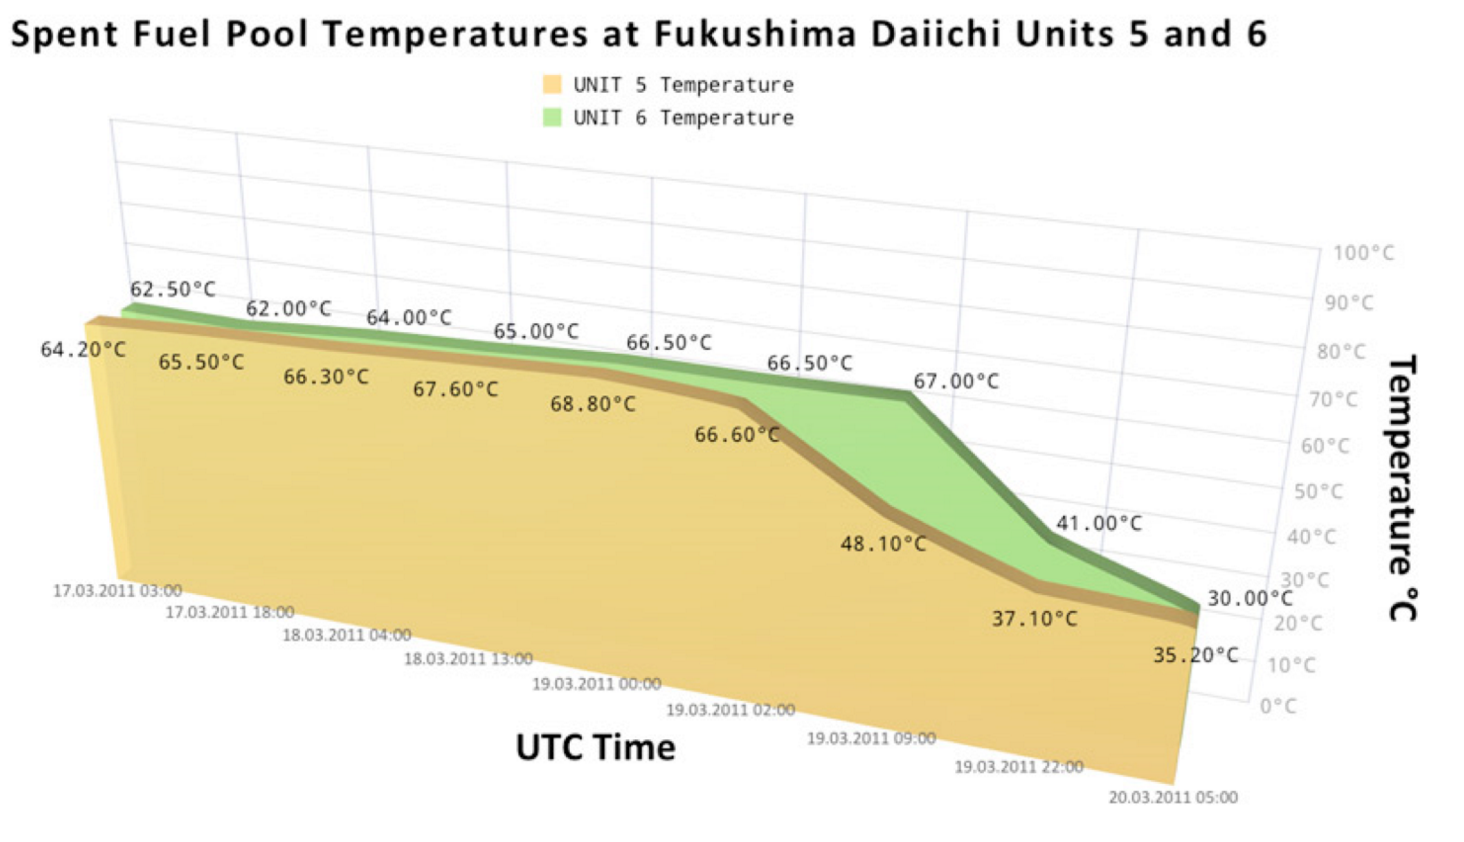 Spent Fuel Pool Temperatures at Fukushima Daiichi Units 5 and 6
UNIT 5 Temperature
UNIT 6 Temperature
100°C
90°C
80°C
70°C
60°C
50°C
40°C
30°C
20°C
10°C
0°C
Temperature °C
62.50°C
62.00°C
64.00°C
65.00°C
66.50°C
66.50°C
67.00°C
41.00°C
30.00°C
64.20°C
65.50°C
66.30°C
67.60°C
68.80°C
66.60°C
48.10°C
37.10°C
35.20°C
17.03.2011 03:00
17.03.2011 18:00
18.03.2011 04:00
18.03.2011 13:00
19.03.2011 00:00
19.03.2011 02:00
19.03.2011 09:00
19.03.2011 22:00
20.03.2011 05:00
UTC Time